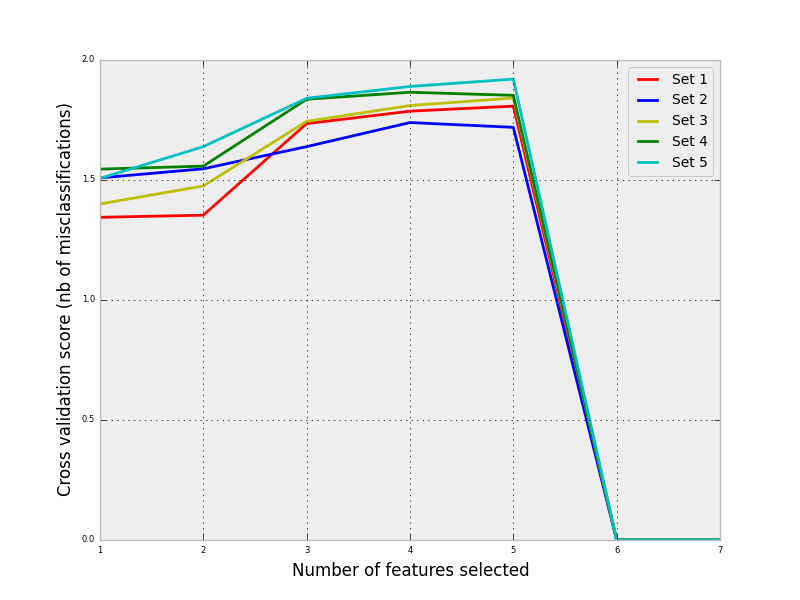 2.0
1.5
1.0
0.5
0.0
Cross validation score (nb of misclassifications)
Set 1
Set 2
Set 3
Set 4
Set 5
1 2 3 4 5 6 7
Number of features selected